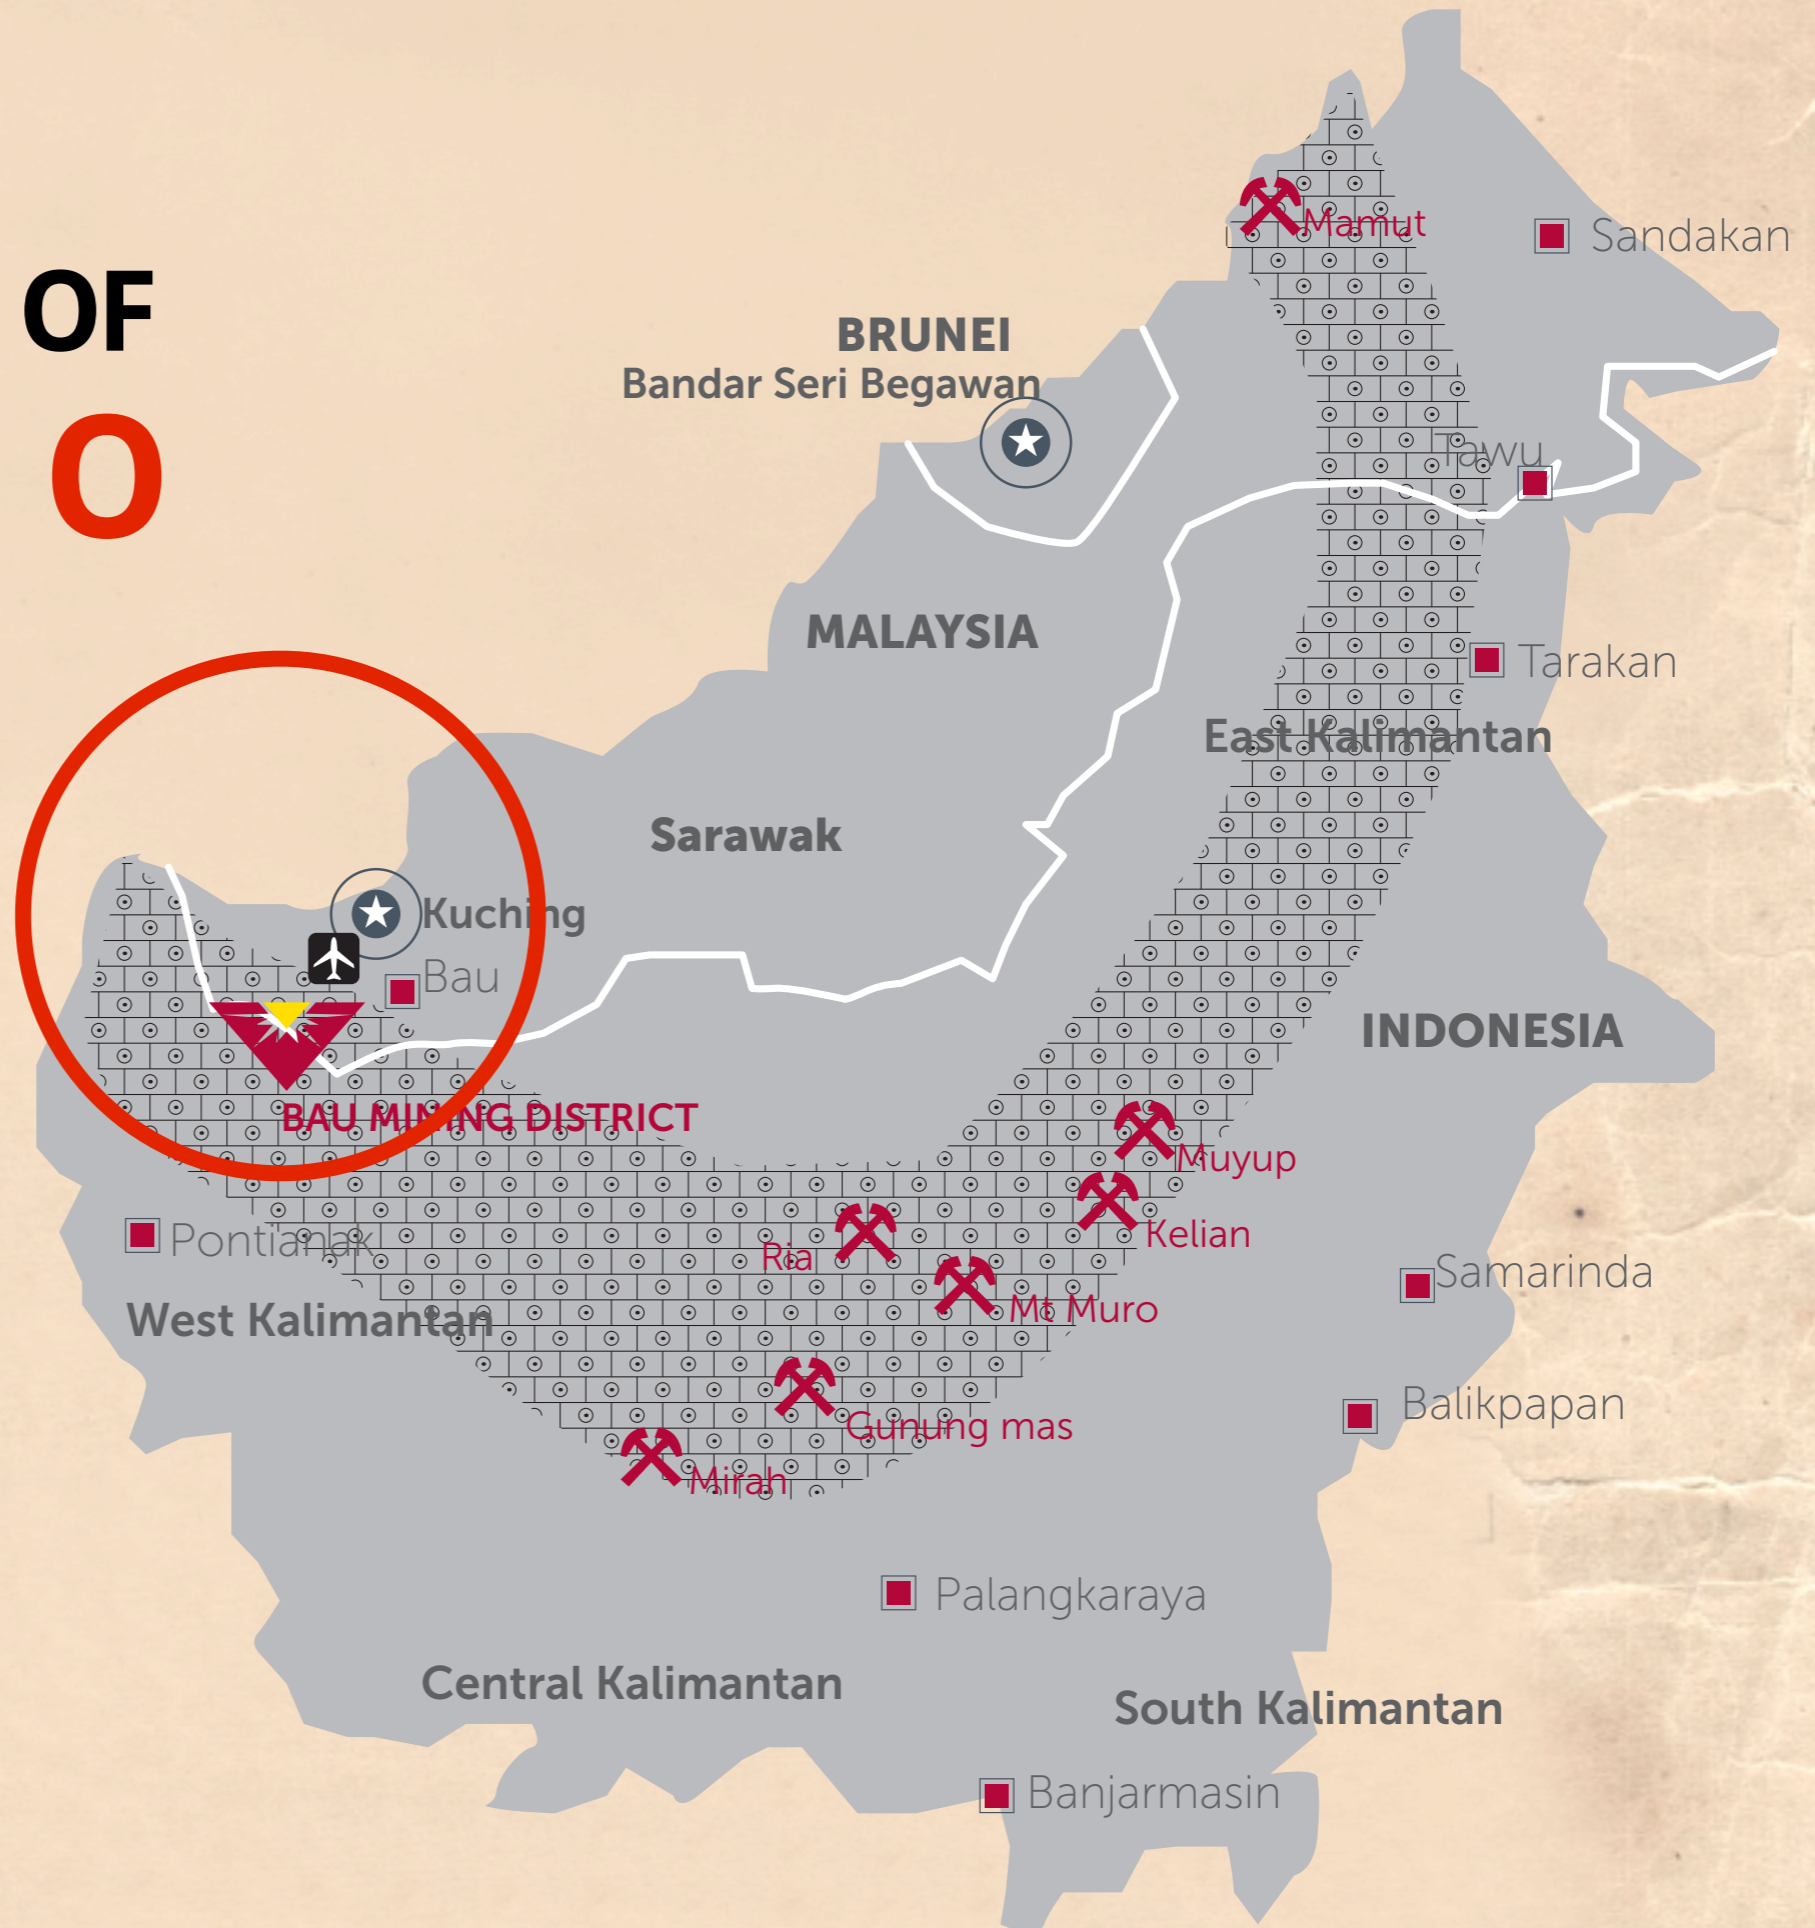 OF
O
Mamut
Sandakan
BRUNEI
Bandar Seri Begawan
Tawu
MALAYSIA
Tarakan
East Kalimantan
Sarawak
Kuching
Bau
INDONESIA
BAU MINING DISTRICT
Muyup
Kelian
Pontianak
Ria
Samarinda
Mt Muro
West Kalimantan
Balikpapan
Gunung mas
Mirah
Palangkaraya
Central Kalimantan
South Kalimantan
Banjarmasin